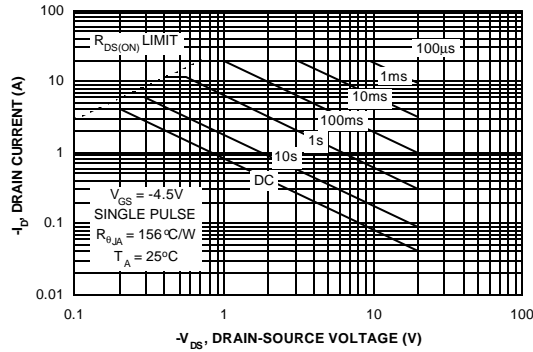 100
10
1
0.1
0.01
-I_D, DRAIN CURRENT (A)
R_DS(ON) LIMIT
100µs
1ms
10ms
100ms
1s
10s
DC
V_GS = -4.5V
SINGLE PULSE
R_θJA = 156°C/W
T_A = 25°C
0.1 1 10 100
-V_DS, DRAIN-SOURCE VOLTAGE (V)